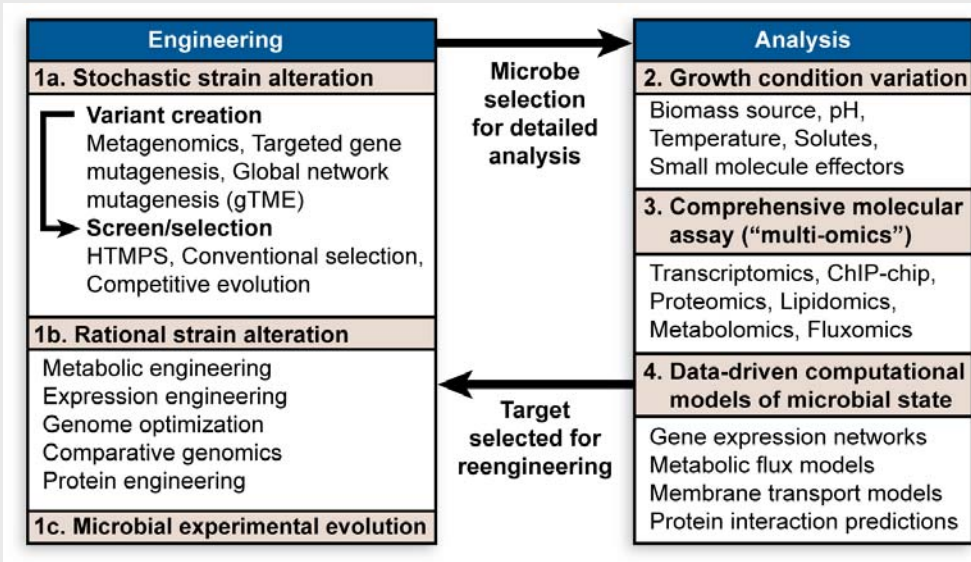 Engineering
1a. Stochastic strain alteration
Variant creation
Metagenomics, Targeted gene
mutagenesis, Global network
mutagenesis (gTME)
Screen/selection
HTMPS, Conventional selection,
Competitive evolution
1b. Rational strain alteration
Metabolic engineering
Expression engineering
Genome optimization
Comparative genomics
Protein engineering
1c. Microbial experimental evolution
Microbe
selection
for detailed
analysis
Target
selected for
reengineering
Analysis
2. Growth condition variation
Biomass source, pH,
Temperature, Solutes,
Small molecule effectors
3. Comprehensive molecular
assay (“multi-omics”)
Transcriptomics, ChIP-chip,
Proteomics, Lipidomics,
Metabolomics, Fluxomics
4. Data-driven computational
models of microbial state
Gene expression networks
Metabolic flux models
Membrane transport models
Protein interaction predictions